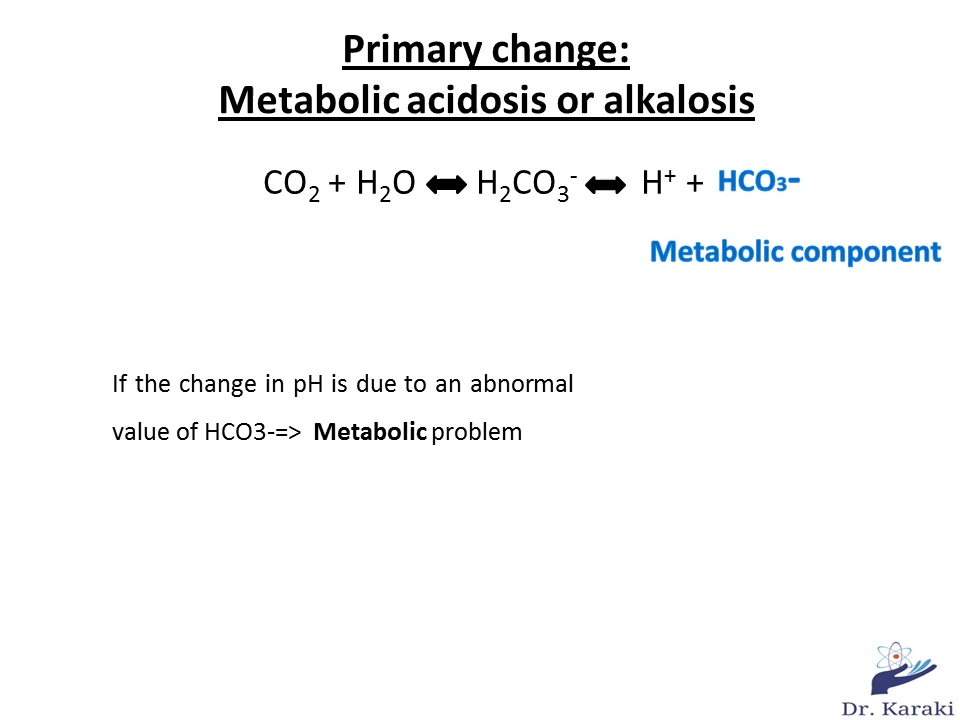 Primary change:
Metabolic acidosis or alkalosis
CO₂ + H₂O ⬌ H₂CO₃⁻ ⬌ H⁺ + HCO₃⁻
Metabolic component
If the change in pH is due to an abnormal
value of HCO3-=> Metabolic problem
Dr. Karaki